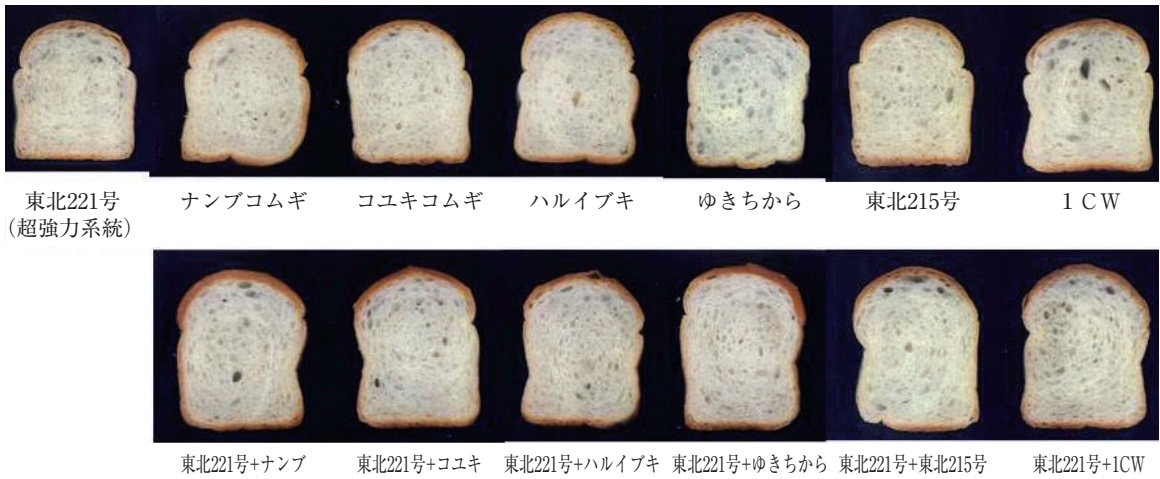 東北221号
(超強力系統)
ナンブコムギ
コユキコムギ
ハルイブキ
ゆきちから
東北215号
1CW
東北221号+ナンブ
東北221号+コユキ
東北221号+ハルイブキ
東北221号+ゆきちから
東北221号+東北215号
東北221号+1CW